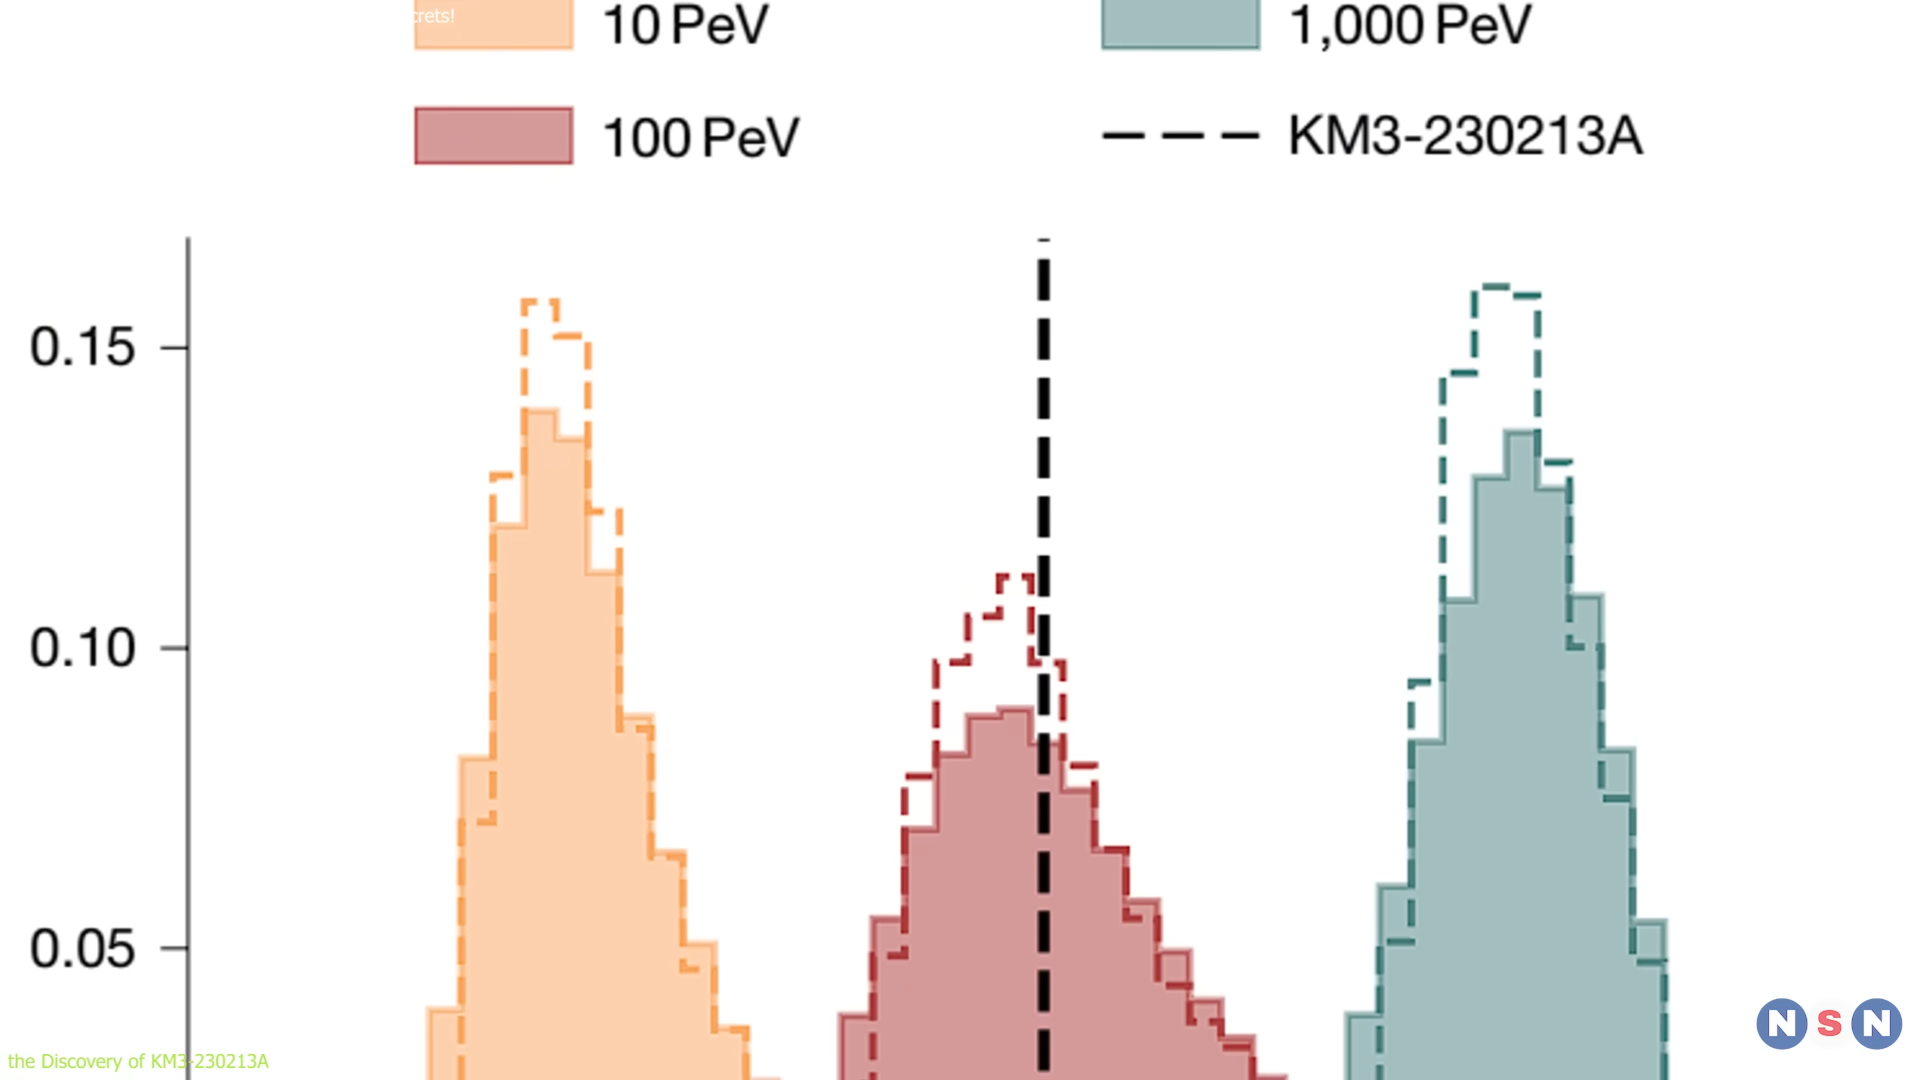 crets!
10 PeV
1,000 PeV
100 PeV
KM3-230213A
0.15
0.10
0.05
the Discovery of KM3-230213A
N S N